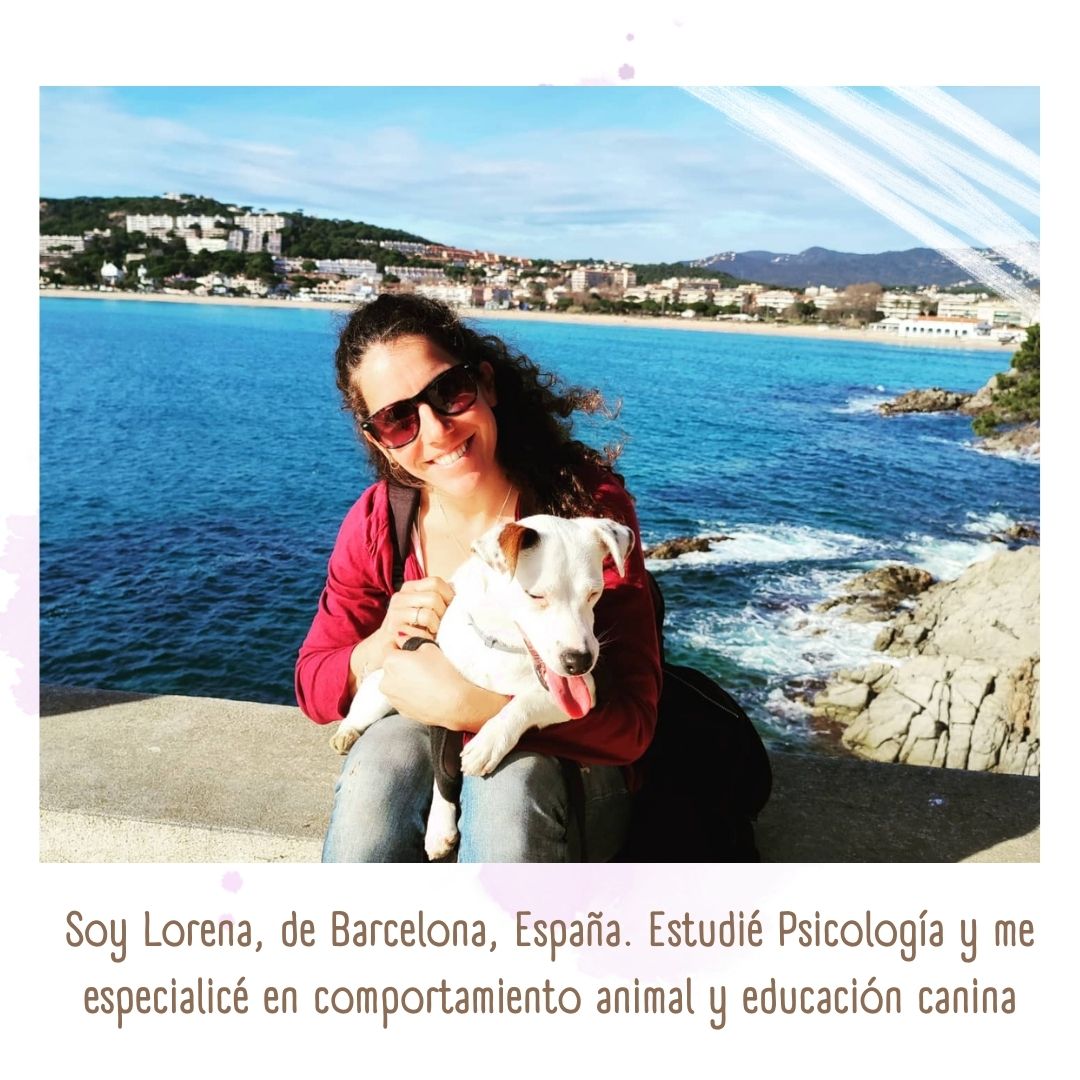 Soy Lorena, de Barcelona, España. Estudié Psicología y me
especialicé en comportamiento animal y educación canina